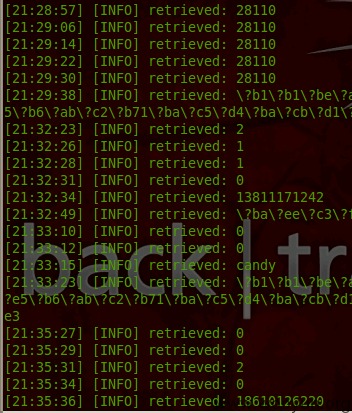 [21:28:57] [INFO] retrieved: 28110
[21:29:06] [INFO] retrieved: 28110
[21:29:14] [INFO] retrieved: 28110
[21:29:22] [INFO] retrieved: 28110
[21:29:30] [INFO] retrieved: 28110
[21:29:38] [INFO] retrieved: \?b1\?b1\?be\?a
5\?b6\?ab\?c2\?b71\?ba\?c5\?d4\?ba\?cb\?d1\?
[21:32:23] [INFO] retrieved: 2
[21:32:26] [INFO] retrieved: 1
[21:32:28] [INFO] retrieved: 1
[21:32:31] [INFO] retrieved: 0
[21:32:34] [INFO] retrieved: 13811171242
[21:32:49] [INFO] retrieved: \?ba\?ee\?c3\?f
[21:33:10] [INFO] retrieved: 0
[21:33:12] [INFO] retrieved: 0
[21:33:15] [INFO] retrieved: candy
[21:33:23] [INFO] retrieved: \?b1\?b1\?be\?a
?e5\?b6\?ab\?c2\?b71\?ba\?c5\?d4\?ba\?cb\?d1
e3
[21:35:27] [INFO] retrieved: 0
[21:35:29] [INFO] retrieved: 0
[21:35:31] [INFO] retrieved: 2
[21:35:34] [INFO] retrieved: 0
[21:35:36] [INFO] retrieved: 18610126229
back | tr